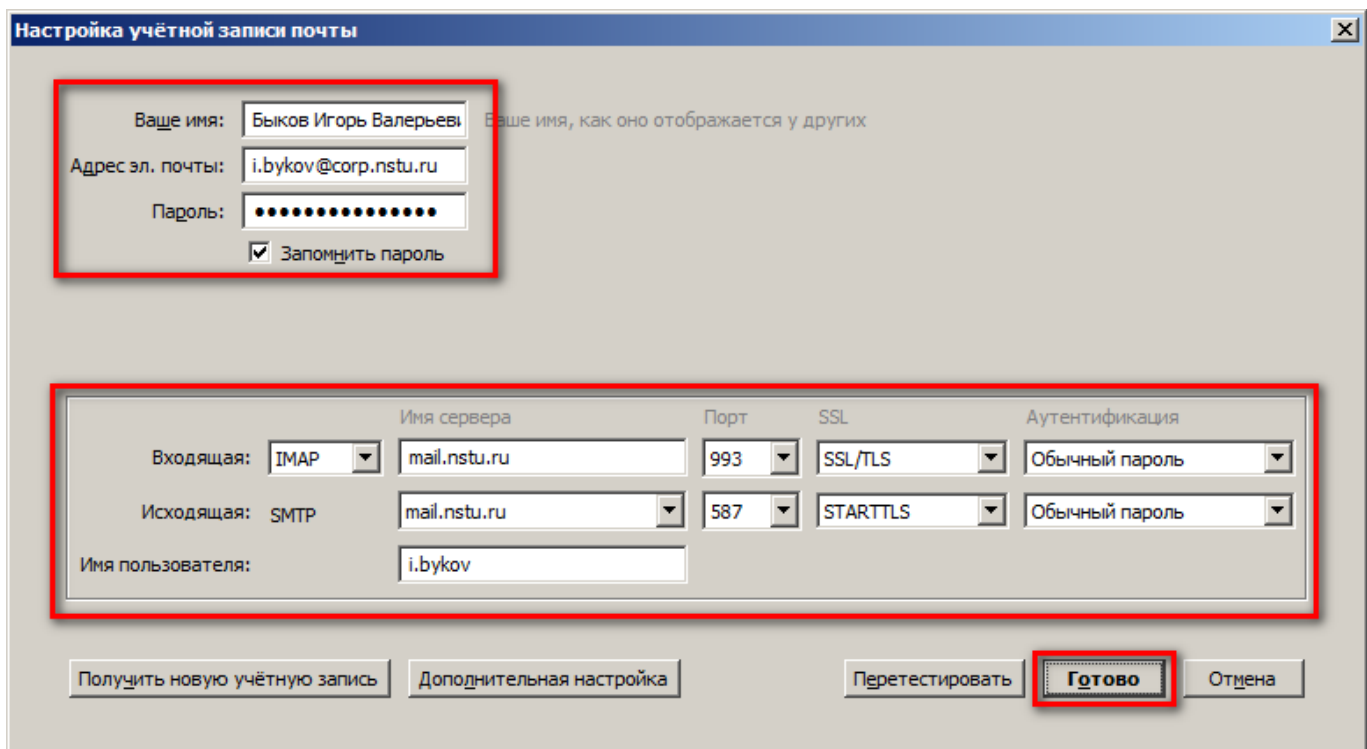 Настройка учётной записи почты
Ваше имя: Быков Игорь Валерьеви Ваше имя, как оно отображается у других
Адрес эл. почты: i.bykov@corp.nstu.ru
Пароль: •••••••••••••••
Запомнить пароль
Имя сервера Порт SSL Аутентификация
Входящая: IMAP mail.nstu.ru 993 SSL/TLS Обычный пароль
Исходящая: SMTP mail.nstu.ru 587 STARTTLS Обычный пароль
Имя пользователя: i.bykov
Получить новую учётную запись Дополнительная настройка Перетестировать Готово Отмена